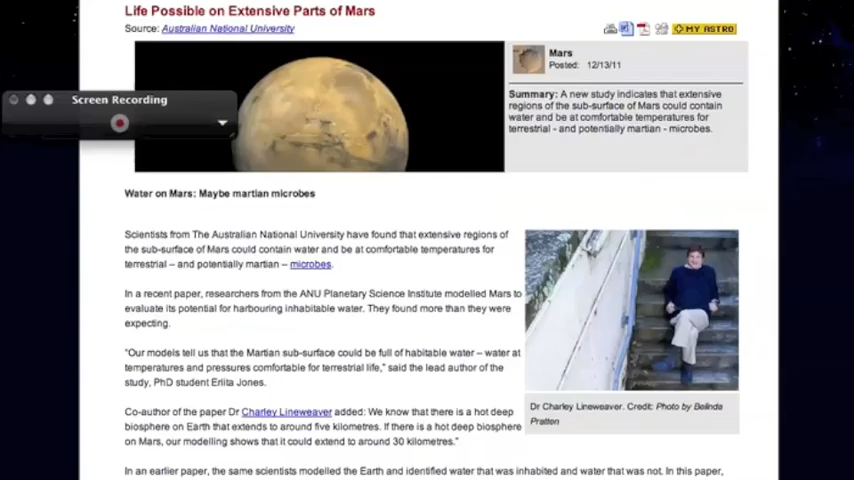 Life Possible on Extensive Parts of Mars
Source: Australian National University
MY ASTRO
Mars
Posted: 12/13/11
Summary: A new study indicates that extensive
regions of the sub-surface of Mars could contain
water and be at comfortable temperatures for
terrestrial - and potentially martian - microbes.
Screen Recording
Water on Mars: Maybe martian microbes
Scientists from The Australian National University have found that extensive regions of
the sub-surface of Mars could contain water and be at comfortable temperatures for
terrestrial – and potentially martian – microbes.
In a recent paper, researchers from the ANU Planetary Science Institute modelled Mars to
evaluate its potential for harbouring inhabitable water. They found more than they were
expecting.
"Our models tell us that the Martian sub-surface could be full of habitable water – water at
temperatures and pressures comfortable for terrestrial life," said the lead author of the
study, PhD student Eriita Jones.
Co-author of the paper Dr Charley Lineweaver added: We know that there is a hot deep
biosphere on Earth that extends to around five kilometres. If there is a hot deep biosphere
on Mars, our modelling shows that it could extend to around 30 kilometres."
Dr Charley Lineweaver. Credit: Photo by Belinda
Pratten
In an earlier paper, the same scientists modelled the Earth and identified water that was inhabited and water that was not. In this paper,